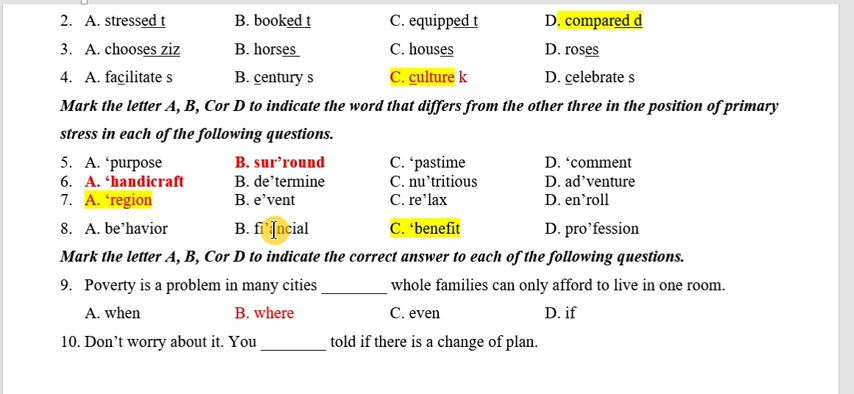 2. A. stressed t B. booked t C. equipped t D. compared d
3. A. chooses ziz B. horses C. houses D. roses
4. A. facilitate s B. century s C. culture k D. celebrate s
Mark the letter A, B, Cor D to indicate the word that differs from the other three in the position of primary
stress in each of the following questions.
5. A. ‘purpose B. sur’round C. ‘pastime D. ‘comment
6. A. ‘handicraft B. de’termine C. nu’tritious D. ad’venture
7. A. ‘region B. e’vent C. re’lax D. en’roll
8. A. be’havior B. fi’ancial C. ‘benefit D. pro’fession
Mark the letter A, B, Cor D to indicate the correct answer to each of the following questions.
9. Poverty is a problem in many cities ________ whole families can only afford to live in one room.
A. when B. where C. even D. if
10. Don’t worry about it. You ________ told if there is a change of plan.